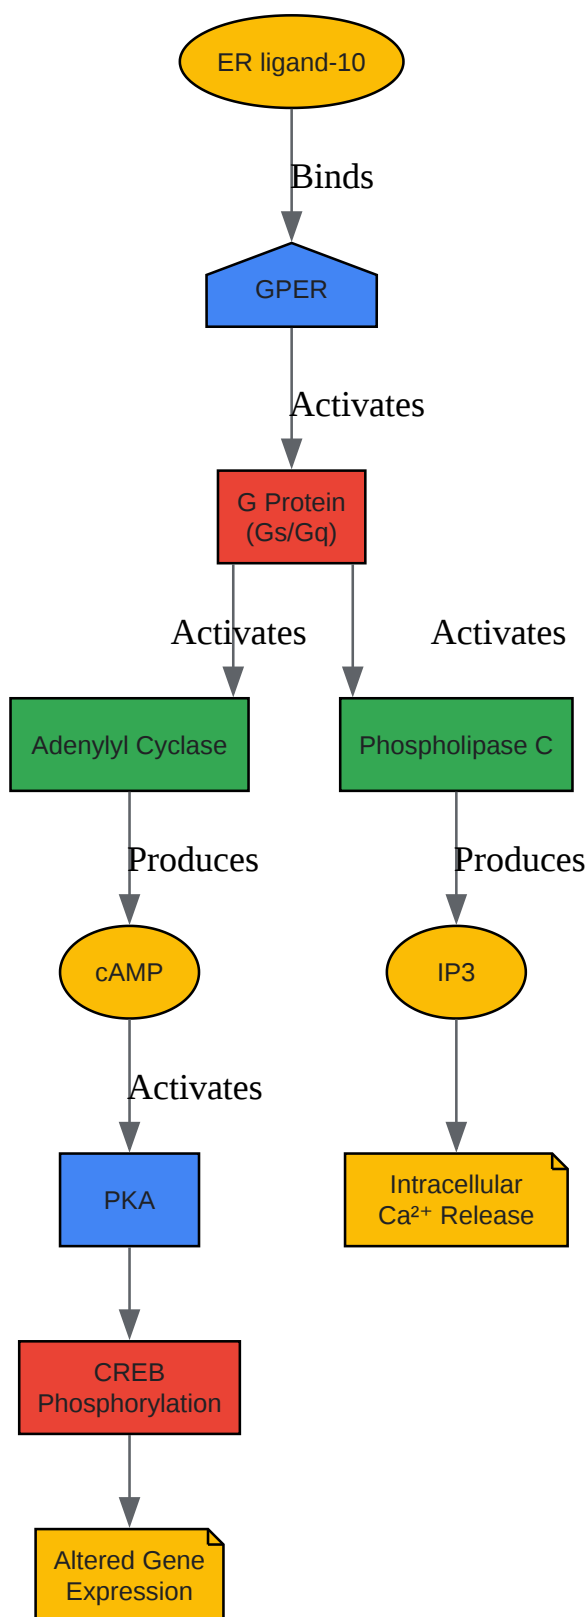 ER ligand-10
Binds
GPER
Activates
G Protein
(Gs/Gq)
Activates
Activates
Adenylyl Cyclase
Phospholipase C
Produces
Produces
cAMP
IP3
Activates
PKA
Intracellular
Ca²⁺ Release
CREB
Phosphorylation
Altered Gene
Expression